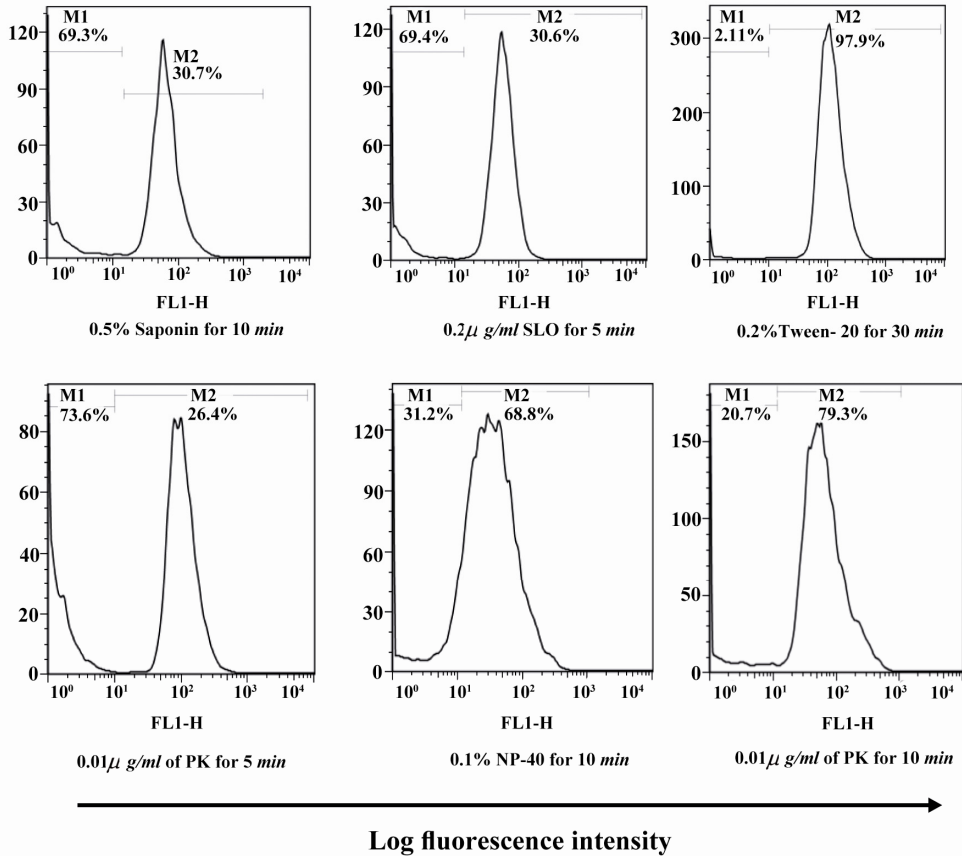 M1
69.3%
M2
30.7%
120
90
60
30
0
10⁰ 10¹ 10² 10³ 10⁴
FL1-H
0.5% Saponin for 10 min
M1
69.4%
M2
30.6%
120
90
60
30
0
10⁰ 10¹ 10² 10³ 10⁴
FL1-H
0.2μ g/ml SLO for 5 min
M1
2.11%
M2
97.9%
300
200
100
0
10⁰ 10¹ 10² 10³ 10⁴
FL1-H
0.2%Tween- 20 for 30 min
M1
73.6%
M2
26.4%
80
60
40
20
0
10⁰ 10¹ 10² 10³ 10⁴
FL1-H
0.01μ g/ml of PK for 5 min
M1
31.2%
M2
68.8%
120
90
60
30
0
10⁰ 10¹ 10² 10³ 10⁴
FL1-H
0.1% NP-40 for 10 min
M1
20.7%
M2
79.3%
150
100
50
0
10⁰ 10¹ 10² 10³ 10⁴
FL1-H
0.01μ g/ml of PK for 10 min
Log fluorescence intensity